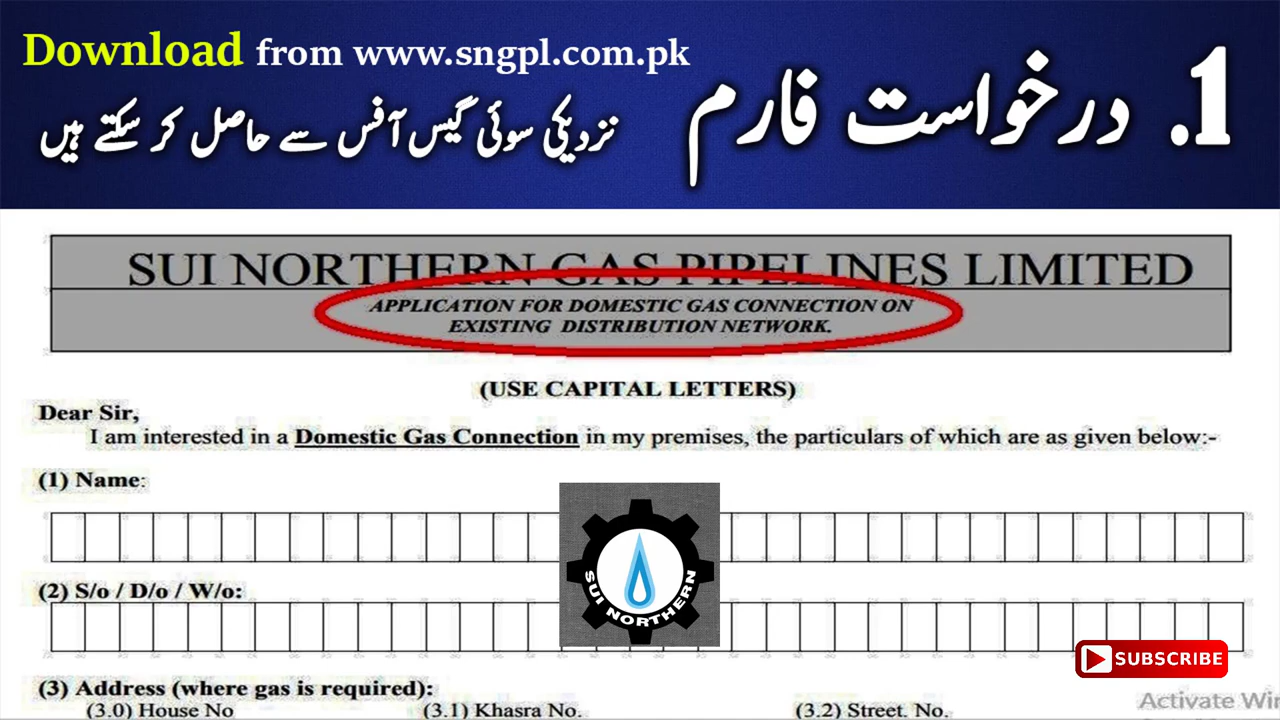 Download from www.sngpl.com.pk
1. درخواست فارم
نزدیکی سوئی گیس آفس سے حاصل کر سکتے ہیں
SUI NORTHERN GAS PIPELINES LIMITED
APPLICATION FOR DOMESTIC GAS CONNECTION ON
EXISTING DISTRIBUTION NETWORK.
(USE CAPITAL LETTERS)
Dear Sir,
I am interested in a Domestic Gas Connection in my premises, the particulars of which are as given below:-
(1) Name:
SUI NORTHERN
(2) S/o / D/o / W/o:
SUBSCRIBE
(3) Address (where gas is required):
(3.0) House No (3.1) Khasra No. (3.2) Street. No.
Activate Win